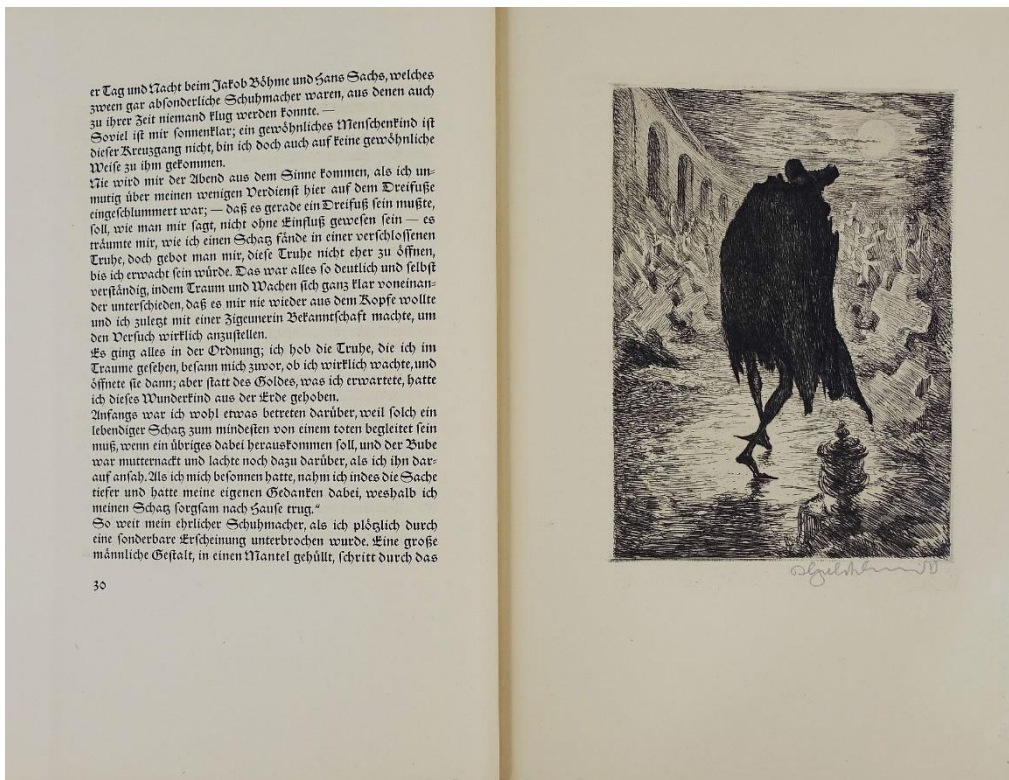 er Tag und Nacht beim Jakob Böhme und Hans Sachs, welches
zween gar absonderliche Schuhmacher waren, aus denen auch
zu ihrer Zeit niemand klug werden konnte. —
Soviel ist mir sonnenklar; ein gewöhnliches Menschenkind ist
dieser Kreuzgang nicht, bin ich doch auch auf keine gewöhnliche
Weise zu ihm gekommen.
Nie wird mir der Abend aus dem Sinne kommen, als ich un-
mutig über meinen wenigen Verdienst hier auf dem Dreifuße
eingeschlummert war; — daß es gerade ein Dreifuß sein mußte,
soll, wie man mir sagt, nicht ohne Einfluß gewesen sein — es
träumte mir, wie ich einen Schatz fände in einer verschlossenen
Truhe, doch gebot man mir, diese Truhe nicht eher zu öffnen,
bis ich erwacht sein würde. Das war alles so deutlich und selbst
verständig, indem Traum und Wachen sich ganz klar voneinan-
der unterschieden, daß es mir nie wieder aus dem Kopfe wollte
und ich zuletzt mit einer Zigeunerin Bekanntschaft machte, um
den Versuch wirklich anzustellen.
Es ging alles in der Ordnung; ich hob die Truhe, die ich im
Traume gesehen, besann mich zuvor, ob ich wirklich wachte, und
öffnete sie dann; aber statt des Goldes, was ich erwartete, hatte
ich dieses Wunderkind aus der Erde gehoben.
Anfangs war ich wohl etwas betreten darüber, weil solch ein
lebendiger Schatz zum mindesten von einem toten begleitet sein
muß, wenn ein übriges dabei herauskommen soll, und der Bube
war mutternackt und lachte noch dazu darüber, als ich ihn dar-
auf ansah. Als ich mich besonnen hatte, nahm ich indes die Sache
tiefer und hatte meine eigenen Gedanken dabei, weshalb ich
meinen Schatz sorgsam nach Hause trug.“
So weit mein ehrlicher Schuhmacher, als ich plötzlich durch
eine sonderbare Erscheinung unterbrochen wurde. Eine große
männliche Gestalt, in einen Mantel gehüllt, schritt durch das
30